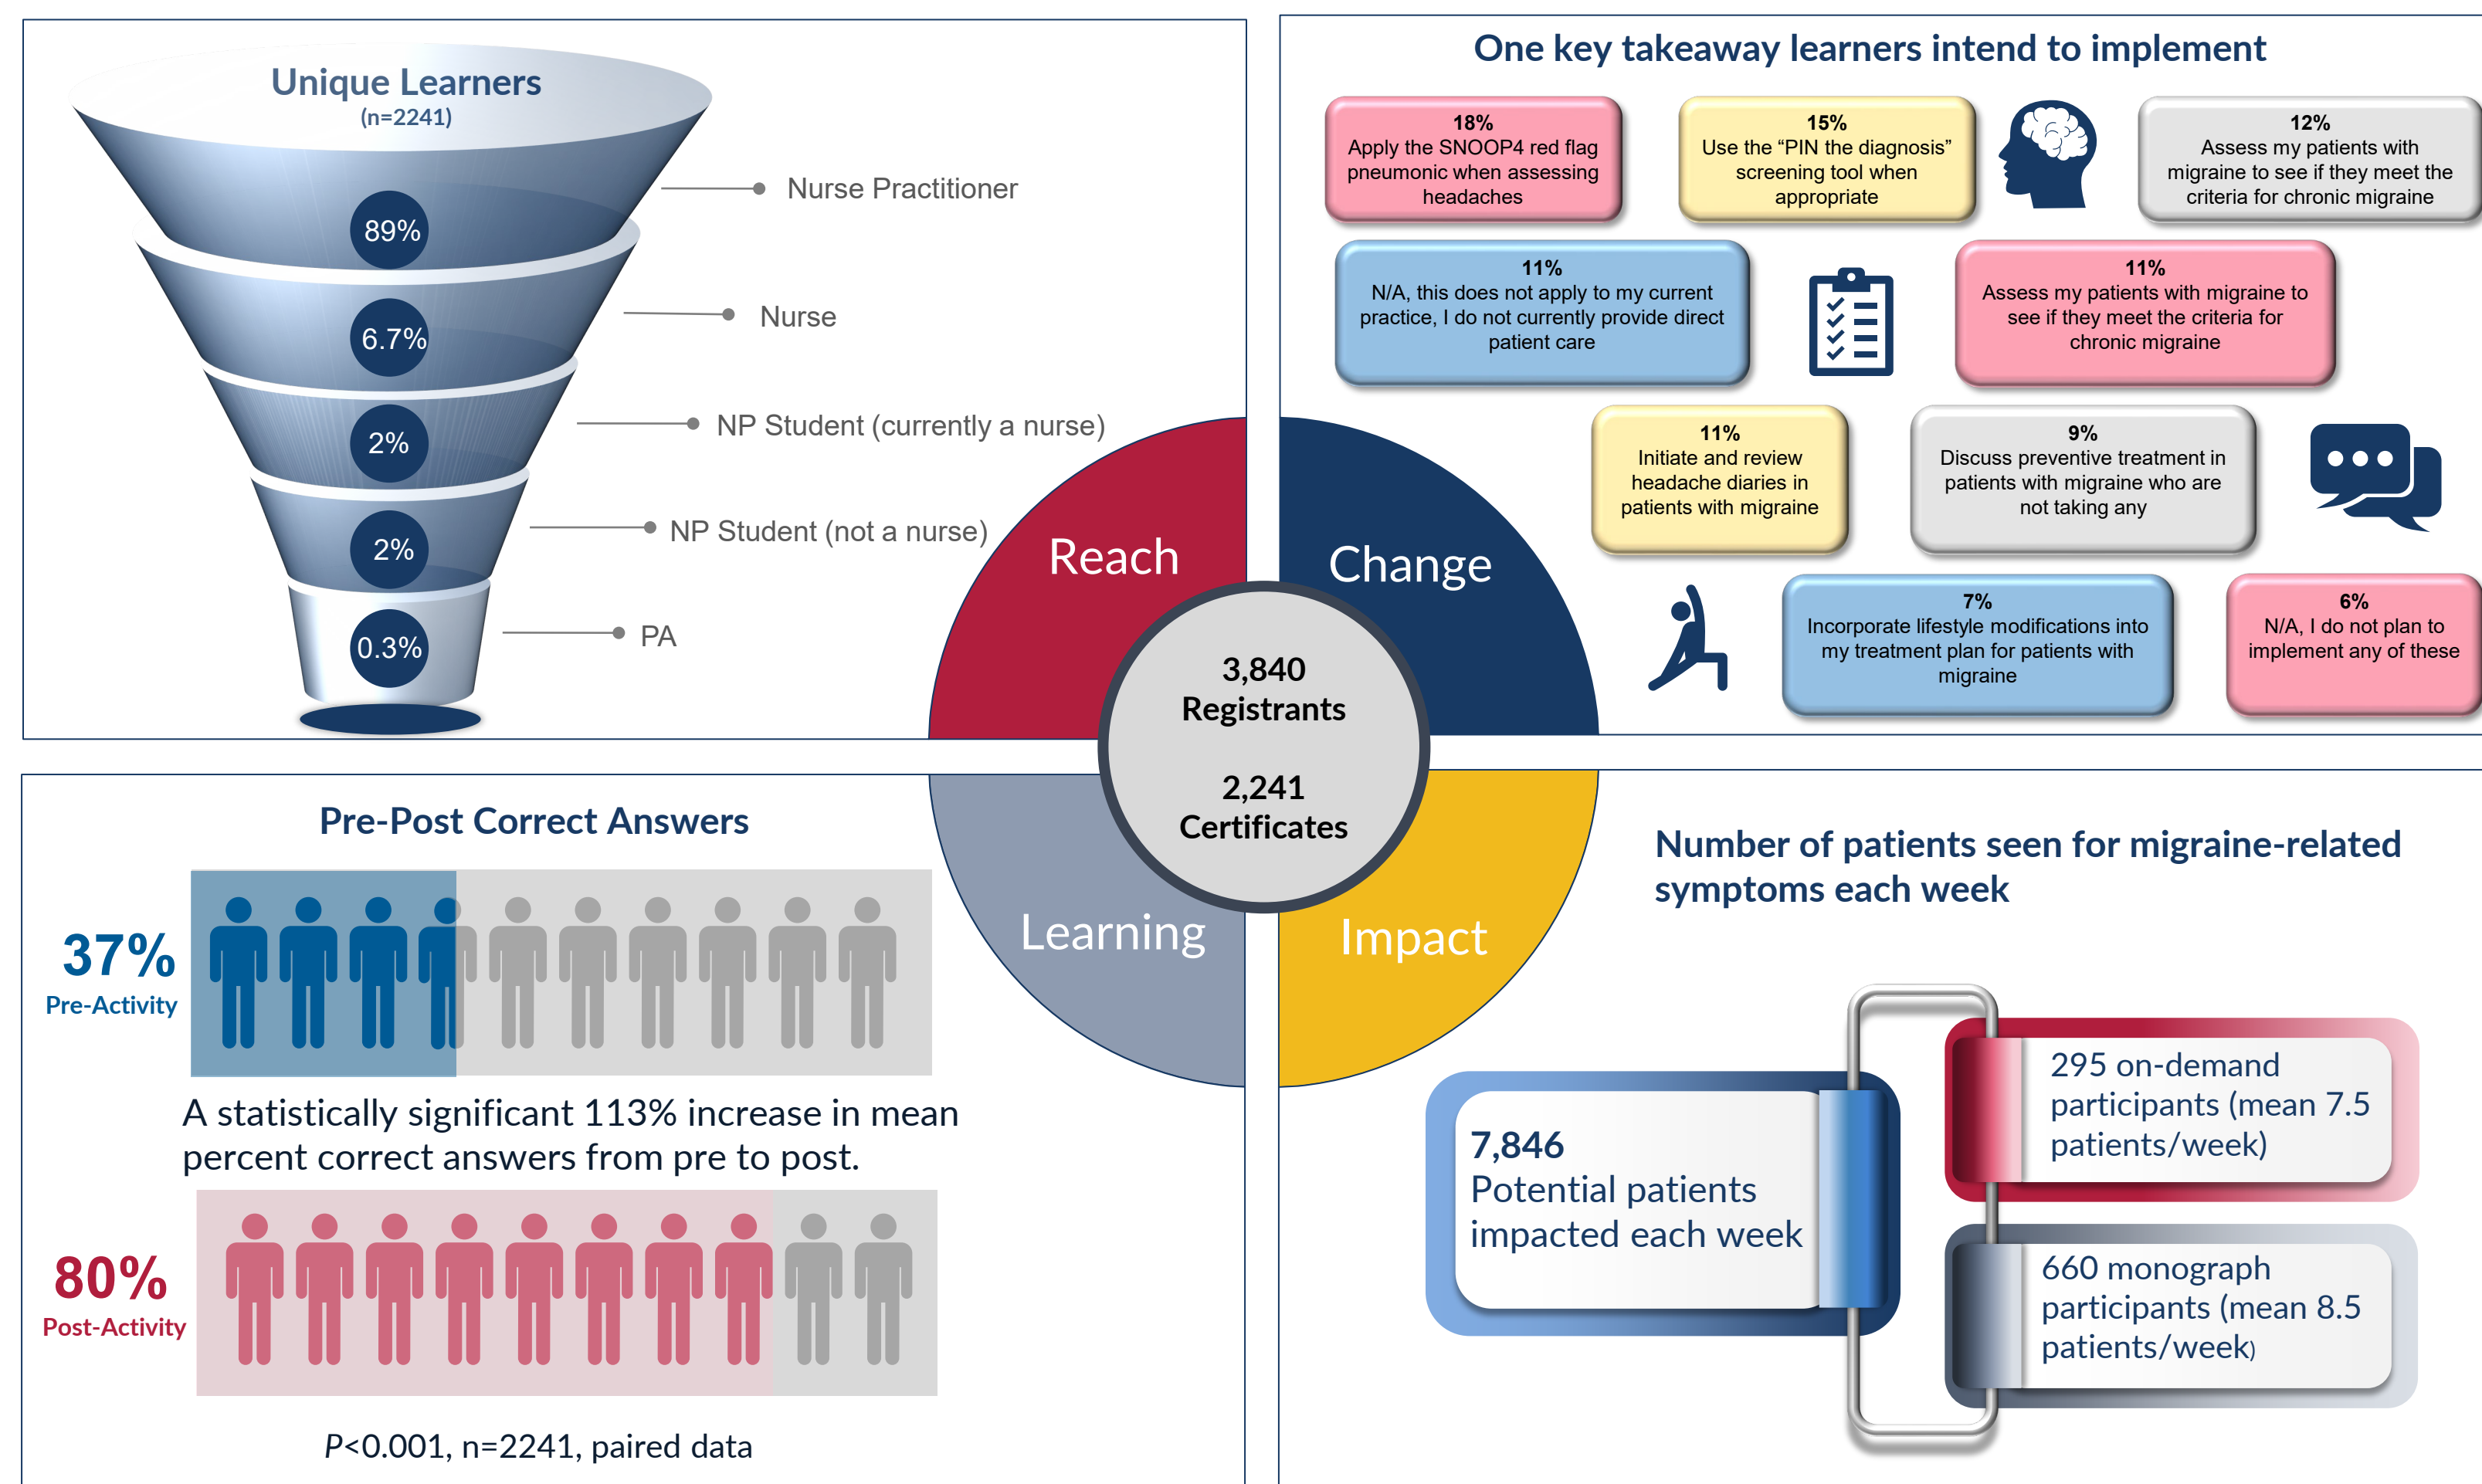 Unique Learners
(n=2241)
89%
Nurse Practitioner
6.7%
Nurse
2%
NP Student (currently a nurse)
2%
NP Student (not a nurse)
0.3%
PA
Reach
One key takeaway learners intend to implement
18%
Apply the SNOOP4 red flag
pneumonic when assessing
headaches
15%
Use the “PIN the diagnosis”
screening tool when
appropriate
12%
Assess my patients with
migraine to see if they meet the
criteria for chronic migraine
11%
N/A, this does not apply to my current
practice, I do not currently provide direct
patient care
11%
Assess my patients with migraine to
see if they meet the criteria for
chronic migraine
11%
Initiate and review
headache diaries in
patients with migraine
9%
Discuss preventive treatment in
patients with migraine who are
not taking any
7%
Incorporate lifestyle modifications into
my treatment plan for patients with
migraine
6%
N/A, I do not plan to
implement any of these
Change
3,840
Registrants
2,241
Certificates
Pre-Post Correct Answers
37%
Pre-Activity
A statistically significant 113% increase in mean
percent correct answers from pre to post.
80%
Post-Activity
P<0.001, n=2241, paired data
Learning
Impact
Number of patients seen for migraine-related
symptoms each week
7,846
Potential patients
impacted each week
295 on-demand
participants (mean 7.5
patients/week)
660 monograph
participants (mean 8.5
patients/week)